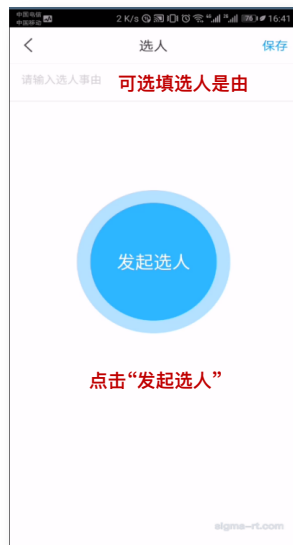 中国电信
中国移动
2 K/s 76 16:41
选人
保存
请输入选人事由
可选填选人是由
发起选人
点击“发起选人”
sigma-rt.com